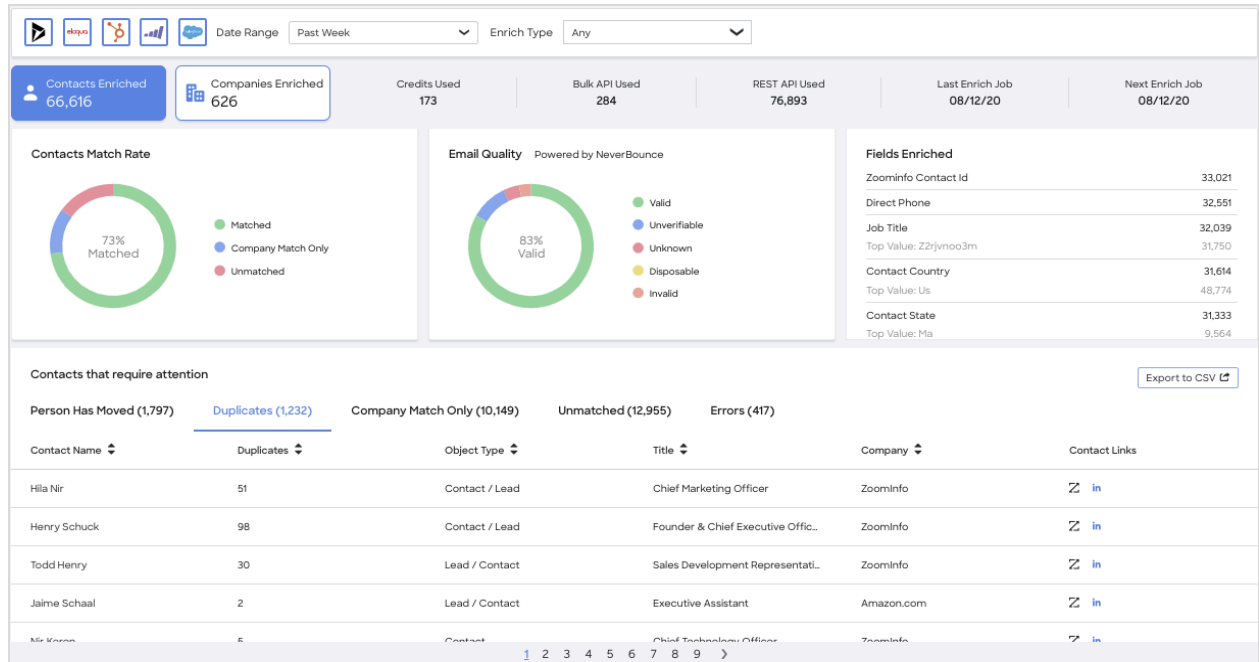 eloqua Date Range Past Week Enrich Type Any
Contacts Enriched
66,616
Companies Enriched
626
Credits Used
173
Bulk API Used
284
REST API Used
76,893
Last Enrich Job
08/12/20
Next Enrich Job
08/12/20
Contacts Match Rate
73%
Matched
Matched
Company Match Only
Unmatched
Email Quality Powered by NeverBounce
83%
Valid
Valid
Unverifiable
Unknown
Disposable
Invalid
Fields Enriched
Zoominfo Contact Id 33,021
Direct Phone 32,551
Job Title 32,039
Top Value: Z2rjvnoo3m 31,750
Contact Country 31,614
Top Value: Us 48,774
Contact State 31,333
Top Value: Ma 9,564
Contacts that require attention
Export to CSV
Person Has Moved (1,797) Duplicates (1,232) Company Match Only (10,149) Unmatched (12,955) Errors (417)
Contact Name Duplicates Object Type Title Company Contact Links
Hila Nir 51 Contact / Lead Chief Marketing Officer ZoomInfo Z in
Henry Schuck 98 Contact / Lead Founder & Chief Executive Offic... ZoomInfo Z in
Todd Henry 30 Lead / Contact Sales Development Representati... ZoomInfo Z in
Jaime Schaal 2 Lead / Contact Executive Assistant Amazon.com Z in
Nir Keren 5 Contact Chief Technology Officer ZoomInfo Z in
1 2 3 4 5 6 7 8 9 >